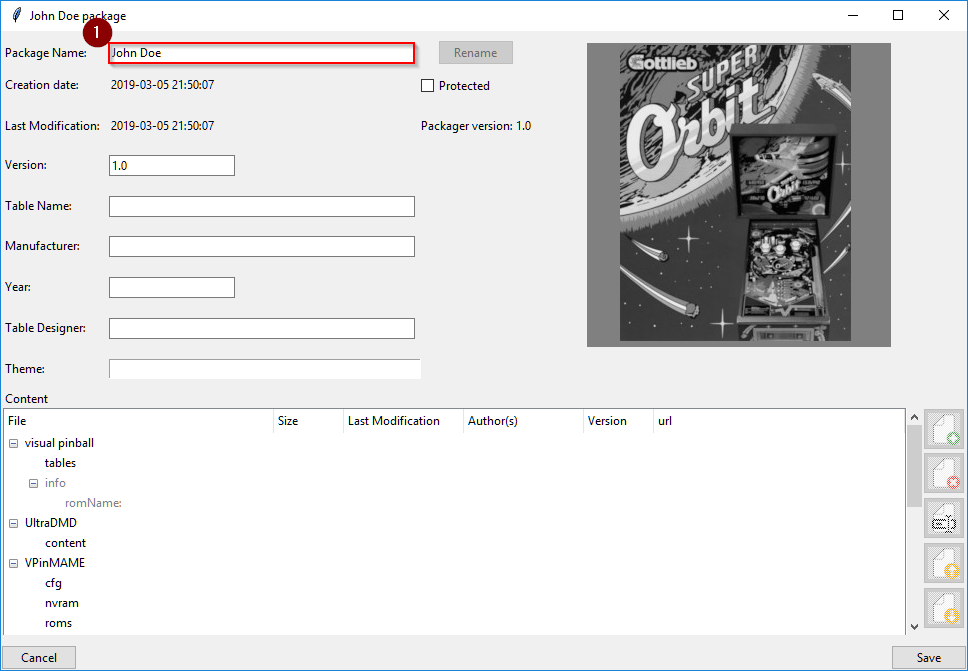 John Doe package
1
Package Name: John Doe Rename
Creation date: 2019-03-05 21:50:07 Protected
Last Modification: 2019-03-05 21:50:07 Packager version: 1.0
Version: 1.0
Table Name:
Manufacturer:
Year:
Table Designer:
Theme:
Gottlieb
SUPER
Orbit
Orbit
Content
File Size Last Modification Author(s) Version url
visual pinball
tables
info
romName:
UltraDMD
content
VPinMAME
cfg
nvram
roms
Cancel Save